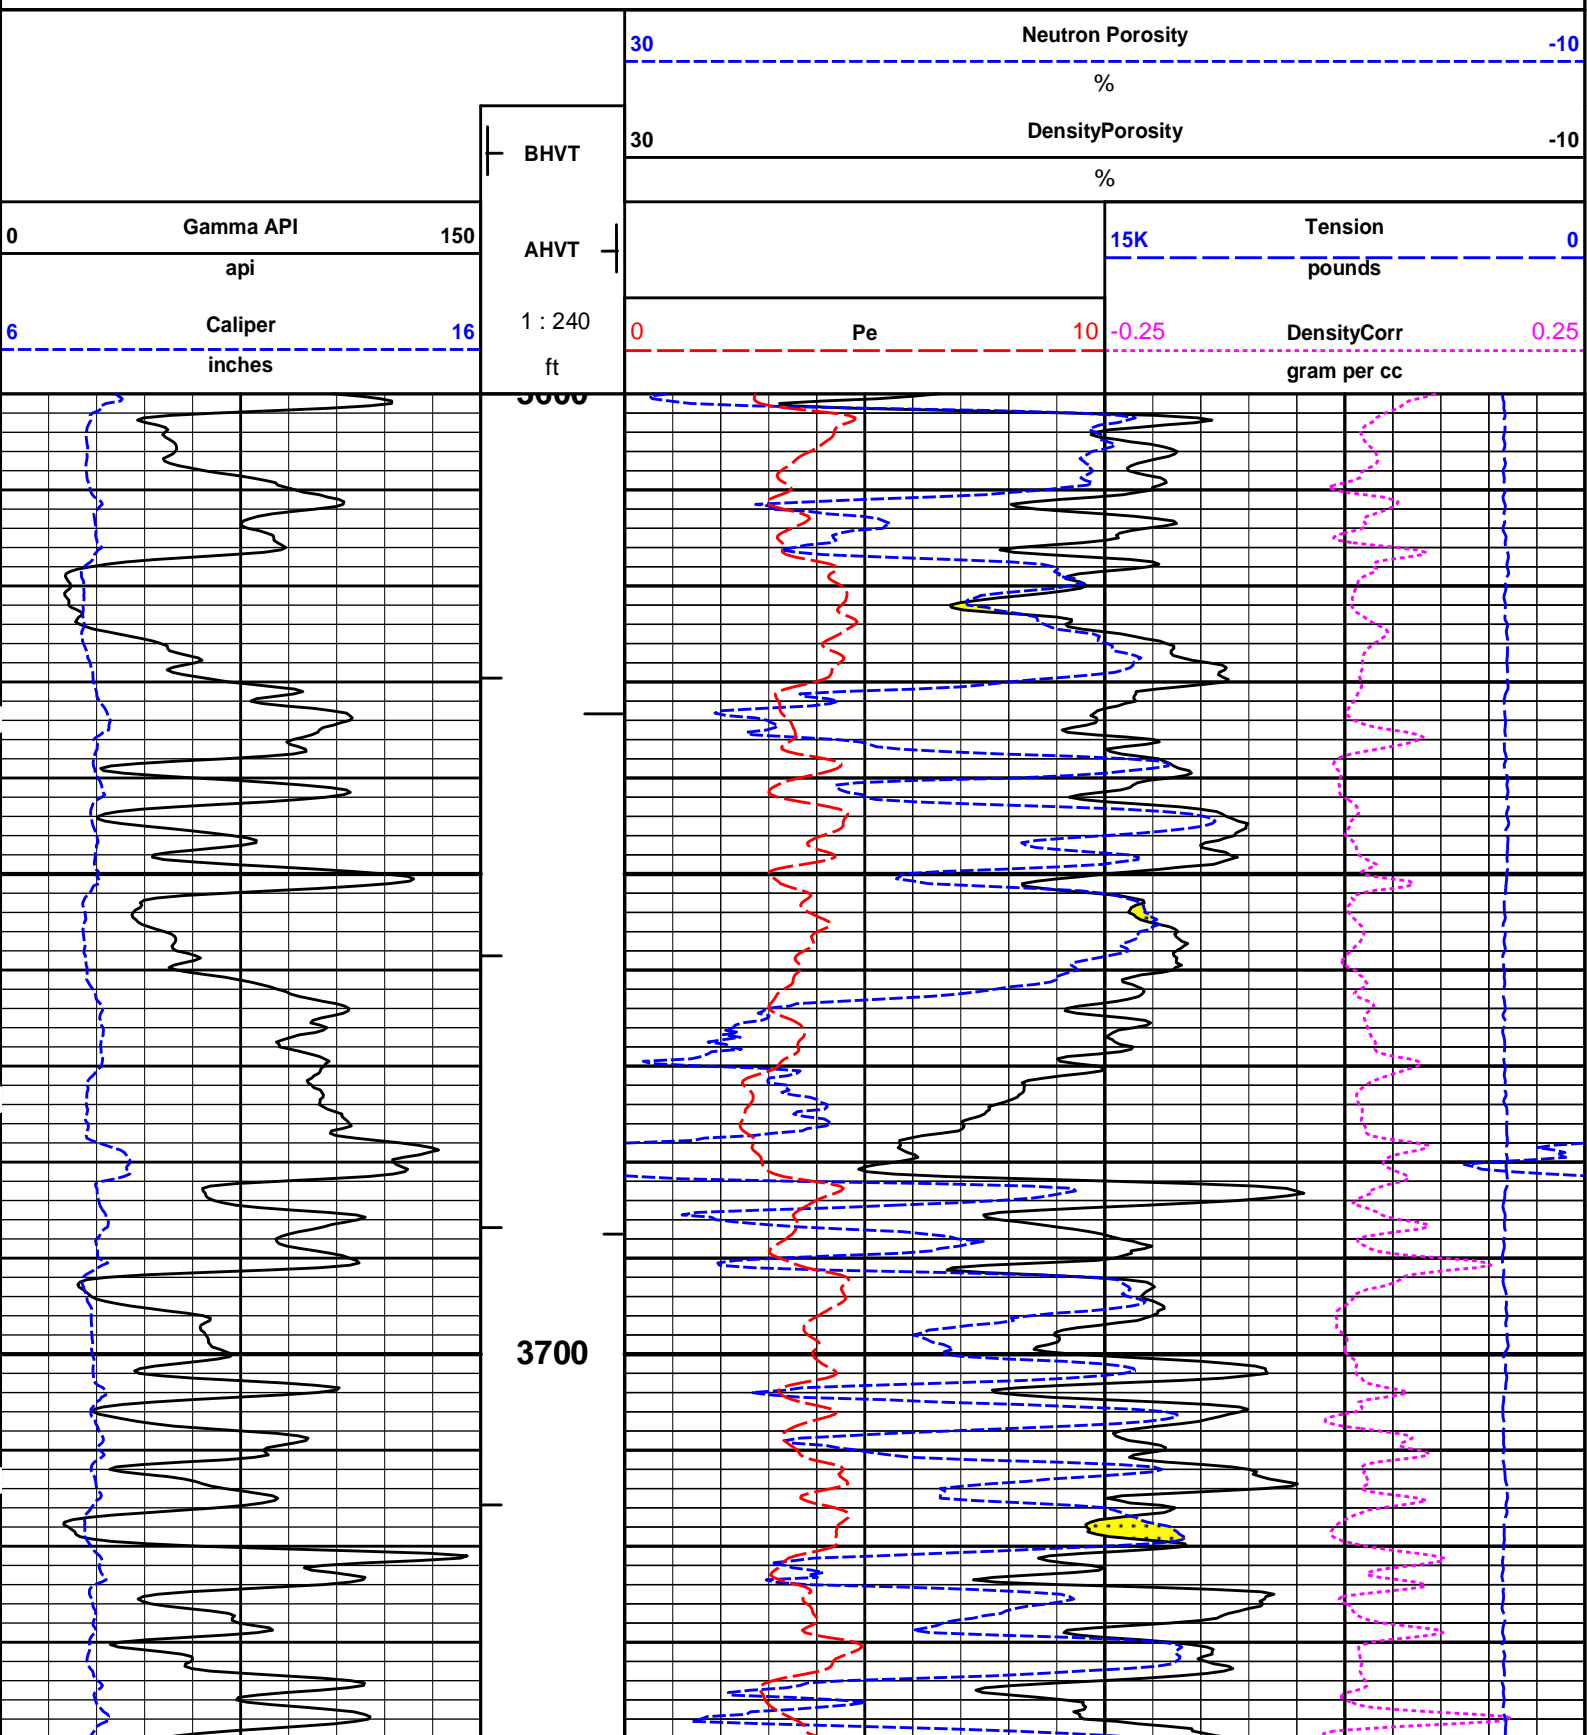 30 Neutron Porosity -10
%
30 DensityPorosity -10
%
BHVT
AHVT
1 : 240
ft
0 Gamma API 150
api
6 Caliper 16
inches
15K Tension 0
pounds
0 Pe 10
-0.25 DensityCorr 0.25
gram per cc
3600
3700